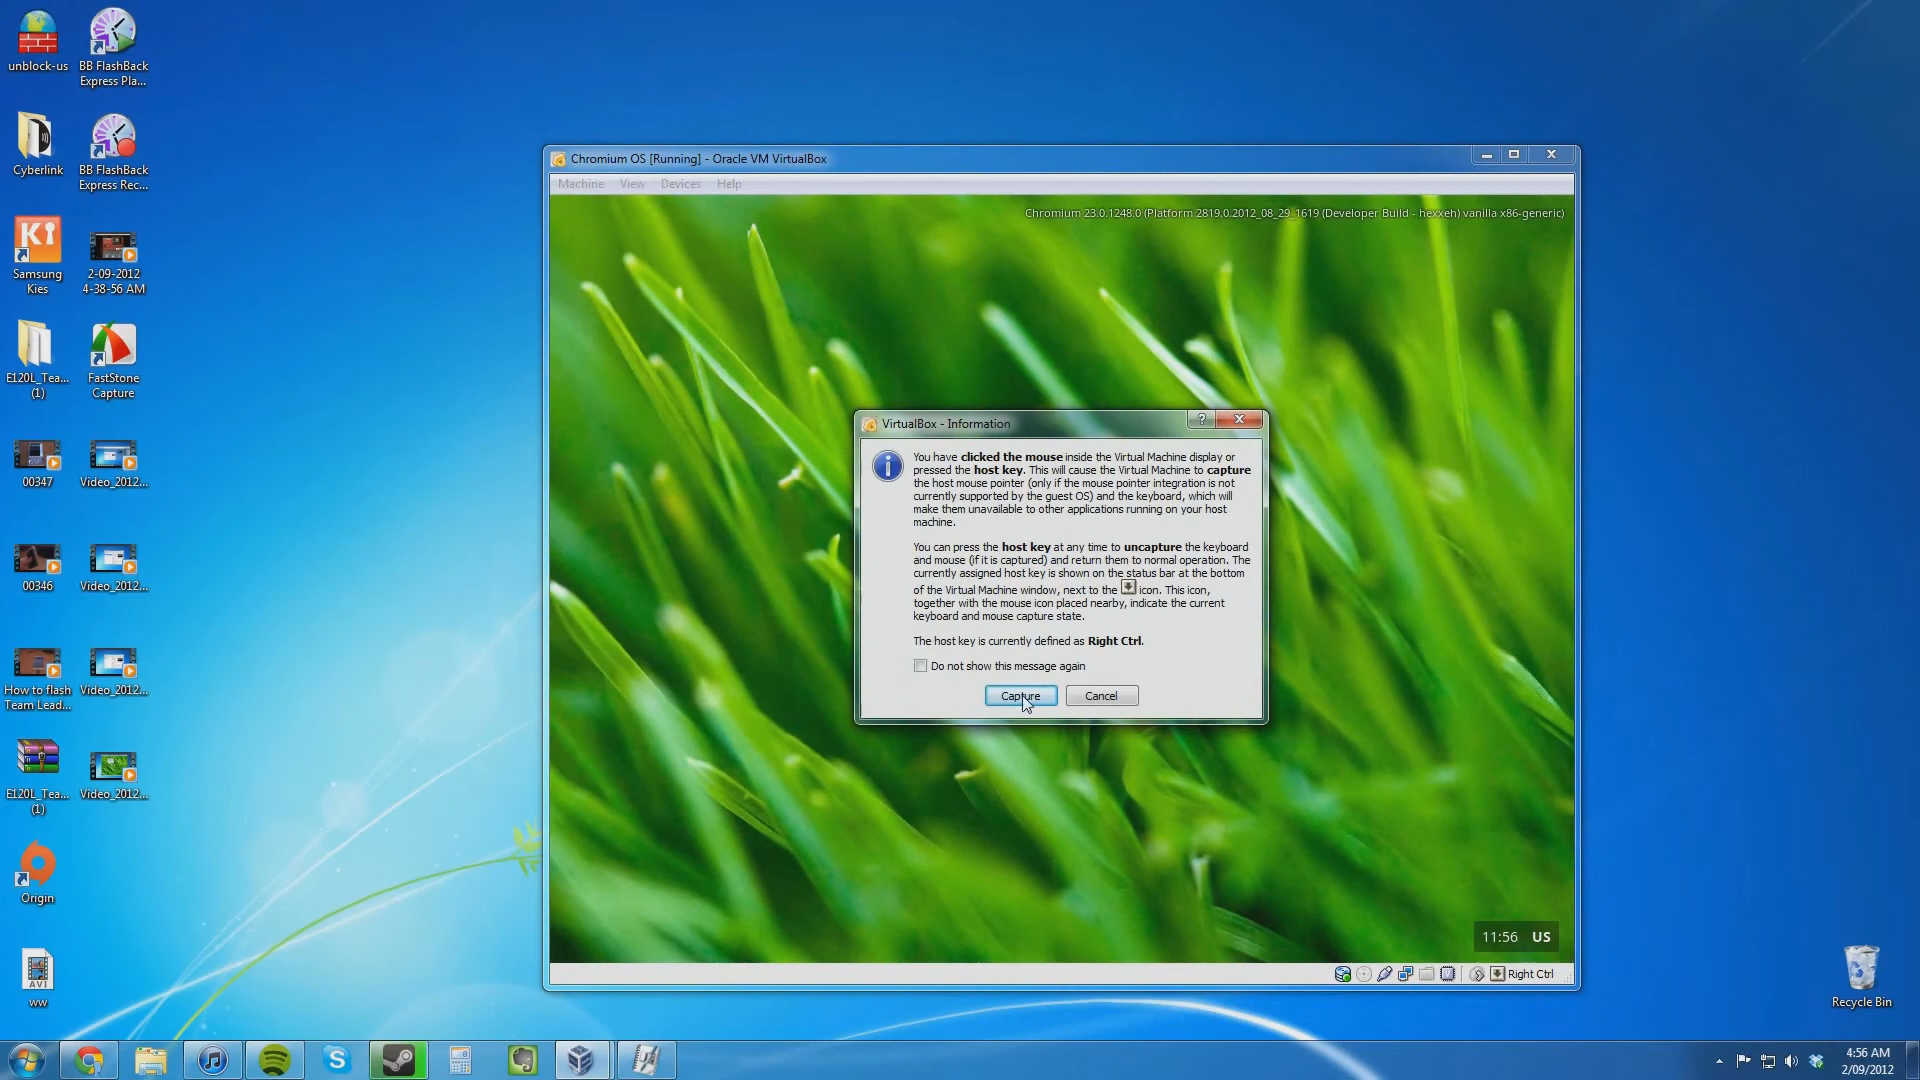 unblock-us
BB FlashBack
Express Pla...
Cyberlink
BB FlashBack
Express Rec...
Ki
Samsung
Kies
2-09-2012
4-38-56 AM
E120L_Tea...
(1)
FastStone
Capture
00347
Video_2012...
00346
Video_2012...
How to flash
Team Lead...
Video_2012...
E120L_Tea...
(1)
Video_2012...
Origin
AVI
ww
Chromium OS [Running] - Oracle VM VirtualBox
Machine View Devices Help
Chromium 23.0.1248.0 (Platform 2819.0.2012_08_29_1619 (Developer Build - hexxeh) vanilla x86-generic)
VirtualBox - Information
You have clicked the mouse inside the Virtual Machine display or
pressed the host key. This will cause the Virtual Machine to capture
the host mouse pointer (only if the mouse pointer integration is not
currently supported by the guest OS) and the keyboard, which will
make them unavailable to other applications running on your host
machine.
You can press the host key at any time to uncapture the keyboard
and mouse (if it is captured) and return them to normal operation. The
currently assigned host key is shown on the status bar at the bottom
of the Virtual Machine window, next to the icon. This icon,
together with the mouse icon placed nearby, indicate the current
keyboard and mouse capture state.
The host key is currently defined as Right Ctrl.
Do not show this message again
Capture Cancel
11:56 US
Right Ctrl
Recycle Bin
4:56 AM
2/09/2012